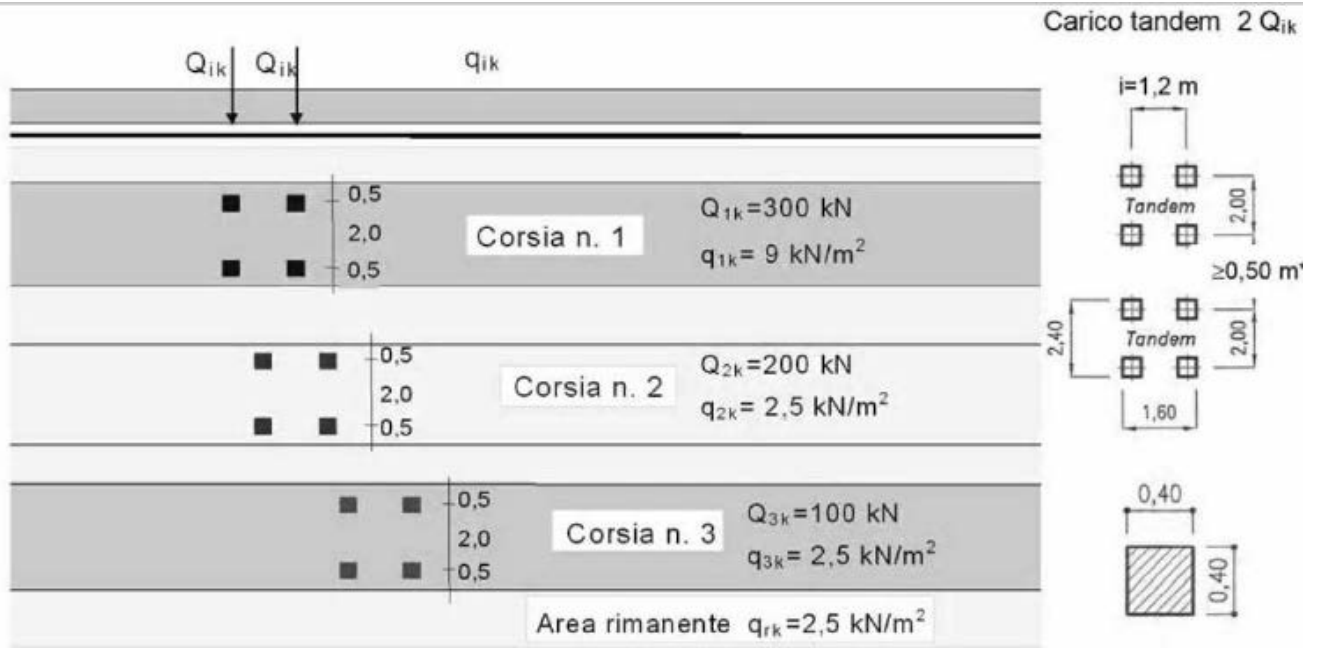 Carico tandem 2 Qik
Qik Qik qik
i=1,2 m
0,5
2,0
0,5
Corsia n. 1
Q1k=300 kN
q1k= 9 kN/m²
Tandem
2,00
≥0,50 m
0,5
2,0
0,5
Corsia n. 2
Q2k=200 kN
q2k= 2,5 kN/m²
2,40
Tandem
2,00
1,60
0,5
2,0
0,5
Corsia n. 3
Q3k=100 kN
q3k= 2,5 kN/m²
0,40
0,40
Area rimanente qrk=2,5 kN/m²